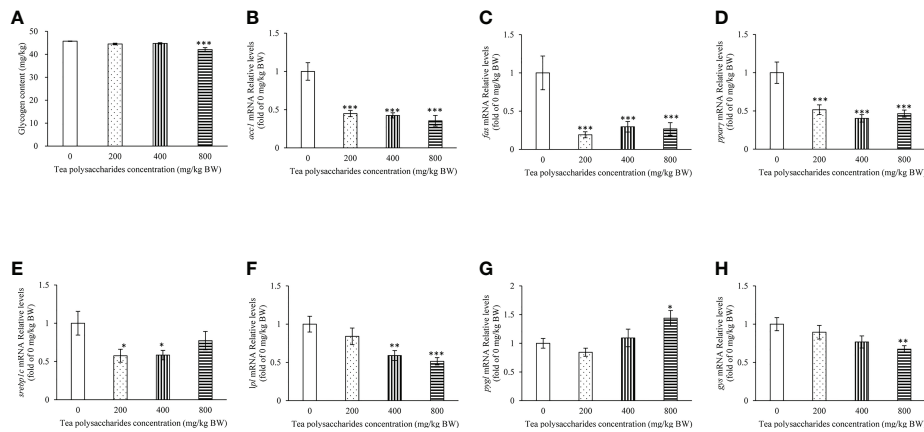 A
Glycogen content (mg/kg)
60
50
40
30
20
10
0
***
0 200 400 800
Tea polysaccharides concentration (mg/kg BW)
B
acc1 mRNA Relative levels
(fold of 0 mg/kg BW)
1.5
1
0.5
0
*** *** ***
0 200 400 800
Tea polysaccharides concentration (mg/kg BW)
C
fas mRNA Relative levels
(fold of 0 mg/kg BW)
1.5
1
0.5
0
*** *** ***
0 200 400 800
Tea polysaccharides concentration (mg/kg BW)
D
pparγ mRNA Relative levels
(fold of 0 mg/kg BW)
1.5
1
0.5
0
*** *** ***
0 200 400 800
Tea polysaccharides concentration (mg/kg BW)
E
srebp1c mRNA Relative levels
(fold of 0 mg/kg BW)
1.5
1
0.5
0
* *
0 200 400 800
Tea polysaccharides concentration (mg/kg BW)
F
lpl mRNA Relative levels
(fold of 0 mg/kg BW)
1.5
1
0.5
0
** ***
0 200 400 800
Tea polysaccharides concentration (mg/kg BW)
G
pygl mRNA Relative levels
(fold of 0 mg/kg BW)
2
1.5
1
0.5
0
*
0 200 400 800
Tea polysaccharides concentration (mg/kg BW)
H
gys mRNA Relative levels
(fold of 0 mg/kg BW)
1.5
1
0.5
0
**
0 200 400 800
Tea polysaccharides concentration (mg/kg BW)